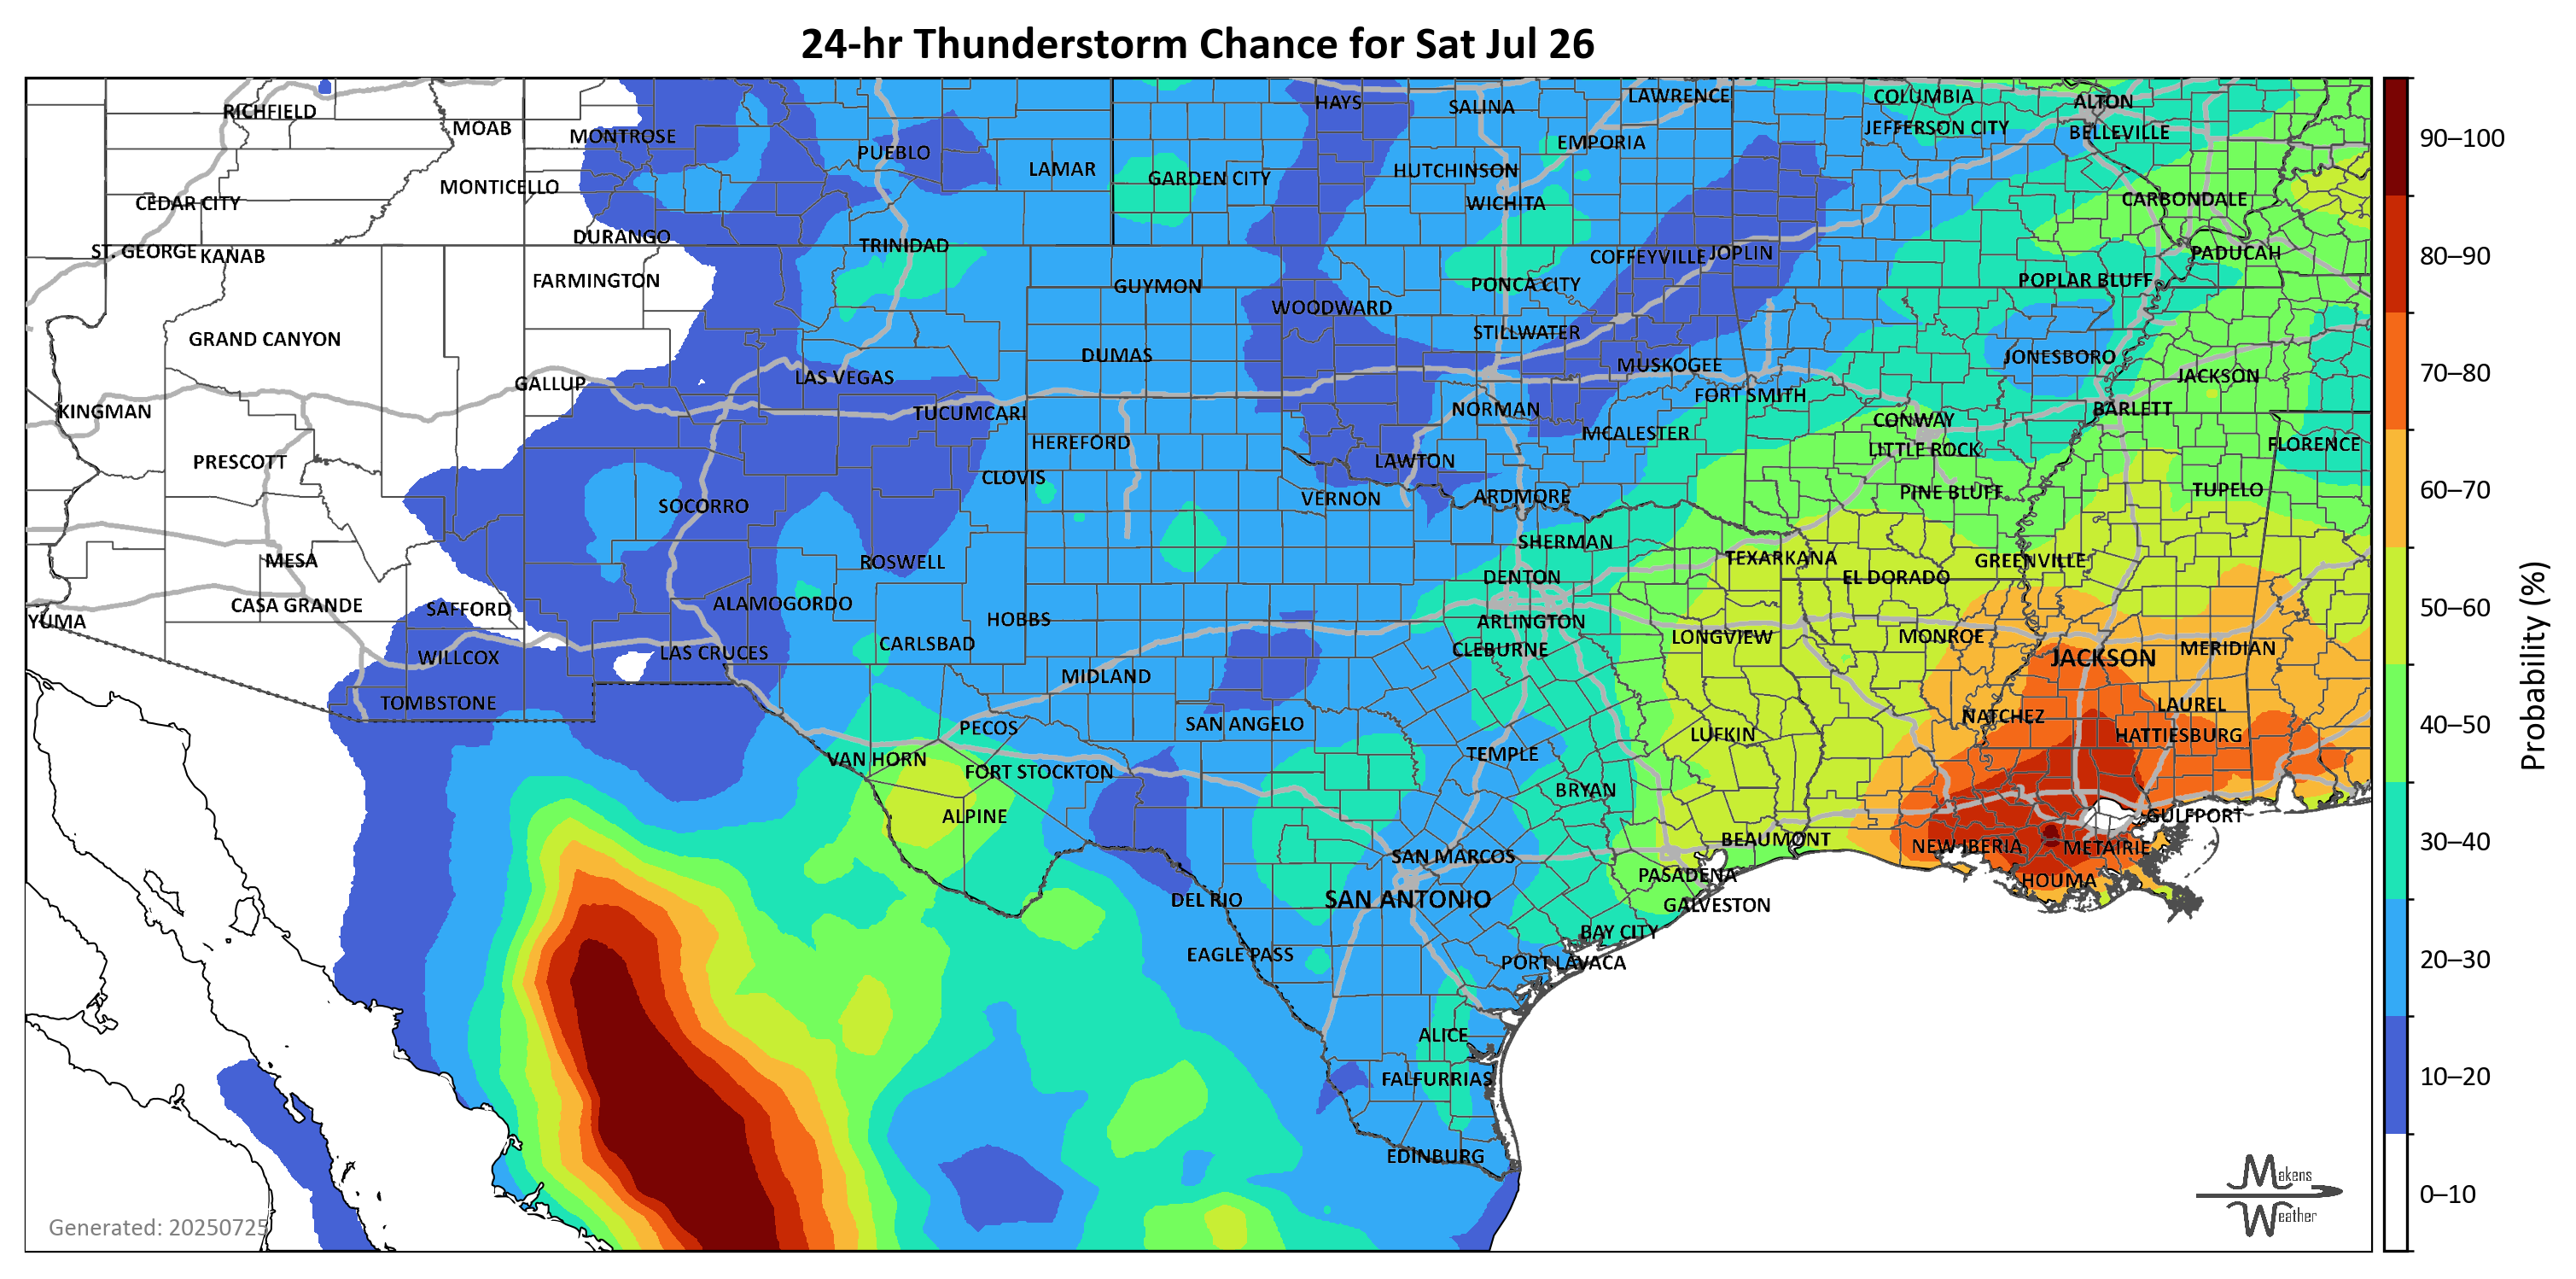 24-hr Thunderstorm Chance for Sat Jul 26
RICHFIELD
MOAB
MONTROSE
PUEBLO
LAMAR
HAYS
SALINA
LAWRENCE
COLUMBIA
ALTON
EMPORIA
JEFFERSON CITY
BELLEVILLE
MONTICELLO
GARDEN CITY
HUTCHINSON
CEDAR CITY
WICHITA
CARBONDALE
ST. GEORGE
KANAB
DURANGO
TRINIDAD
COFFEYVILLE
JOPLIN
PADUCAH
FARMINGTON
GUYMON
PONCA CITY
POPLAR BLUFF
WOODWARD
GRAND CANYON
STILLWATER
DUMAS
MUSKOGEE
JONESBORO
GALLUP
LAS VEGAS
JACKSON
KINGMAN
TUCUMCARI
NORMAN
FORT SMITH
BARLETT
CONWAY
HEREFORD
MCALESTER
LITTLE ROCK
FLORENCE
PRESCOTT
CLOVIS
LAWTON
SOCORRO
VERNON
ARDMORE
PINE BLUFF
TUPELO
MESA
ROSWELL
SHERMAN
TEXARKANA
GREENVILLE
DENTON
EL DORADO
YUMA
CASA GRANDE
SAFFORD
ALAMOGORDO
HOBBS
ARLINGTON
CARLSBAD
CLEBURNE
LONGVIEW
MONROE
MERIDIAN
WILLCOX
LAS CRUCES
MIDLAND
JACKSON
TOMBSTONE
PECOS
SAN ANGELO
NATCHEZ
LAUREL
VAN HORN
FORT STOCKTON
TEMPLE
LUFKIN
HATTIESBURG
ALPINE
BRYAN
GULFPORT
SAN MARCOS
BEAUMONT
NEW IBERIA
METAIRIE
DEL RIO
SAN ANTONIO
PASADENA
HOUMA
GALVESTON
EAGLE PASS
BAY CITY
PORT LAVACA
ALICE
FALFURRIAS
EDINBURG
Generated: 20250725
Makens
Weather
90–100
80–90
70–80
60–70
50–60
40–50
30–40
20–30
10–20
0–10
Probability (%)